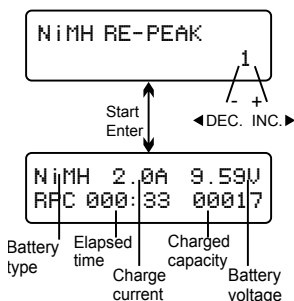 NiMH RE-PEAK
1
- +
◀DEC. INC.▶
Start
Enter
NiMH 2.0A 9.59V
RPC 000:33 00017
Battery type
Elapsed time
Charge current
Charged capacity
Battery voltage